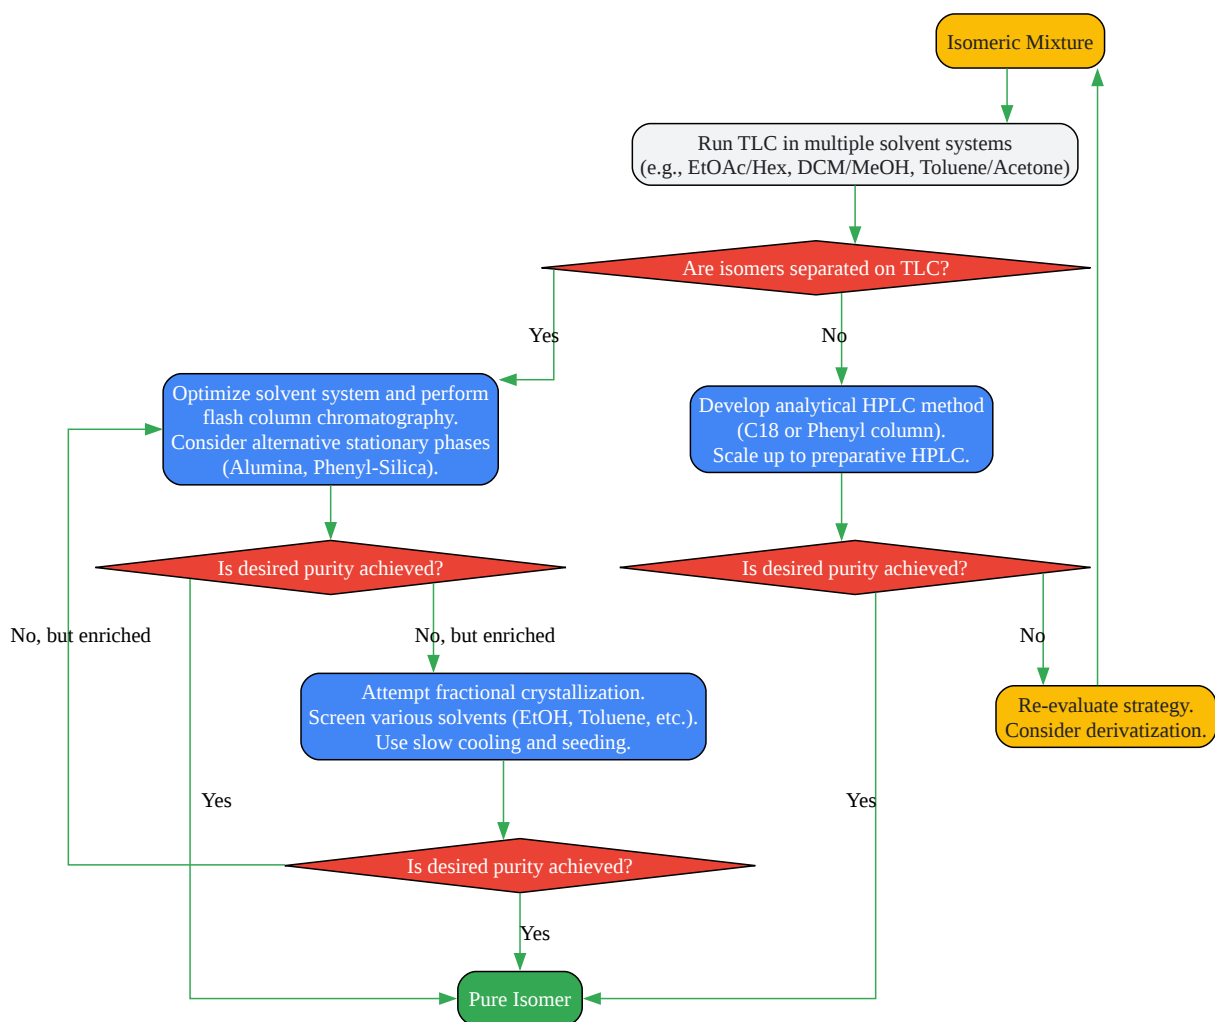 Isomeric Mixture
Run TLC in multiple solvent systems
(e.g., EtOAc/Hex, DCM/MeOH, Toluene/Acetone)
Are isomers separated on TLC?
Yes
No
Optimize solvent system and perform
flash column chromatography.
Consider alternative stationary phases
(Alumina, Phenyl-Silica).
Develop analytical HPLC method
(C18 or Phenyl column).
Scale up to preparative HPLC.
Is desired purity achieved?
Is desired purity achieved?
No, but enriched
No, but enriched
No
Attempt fractional crystallization.
Screen various solvents (EtOH, Toluene, etc.).
Use slow cooling and seeding.
Re-evaluate strategy.
Consider derivatization.
Yes
Yes
Is desired purity achieved?
Yes
Pure Isomer